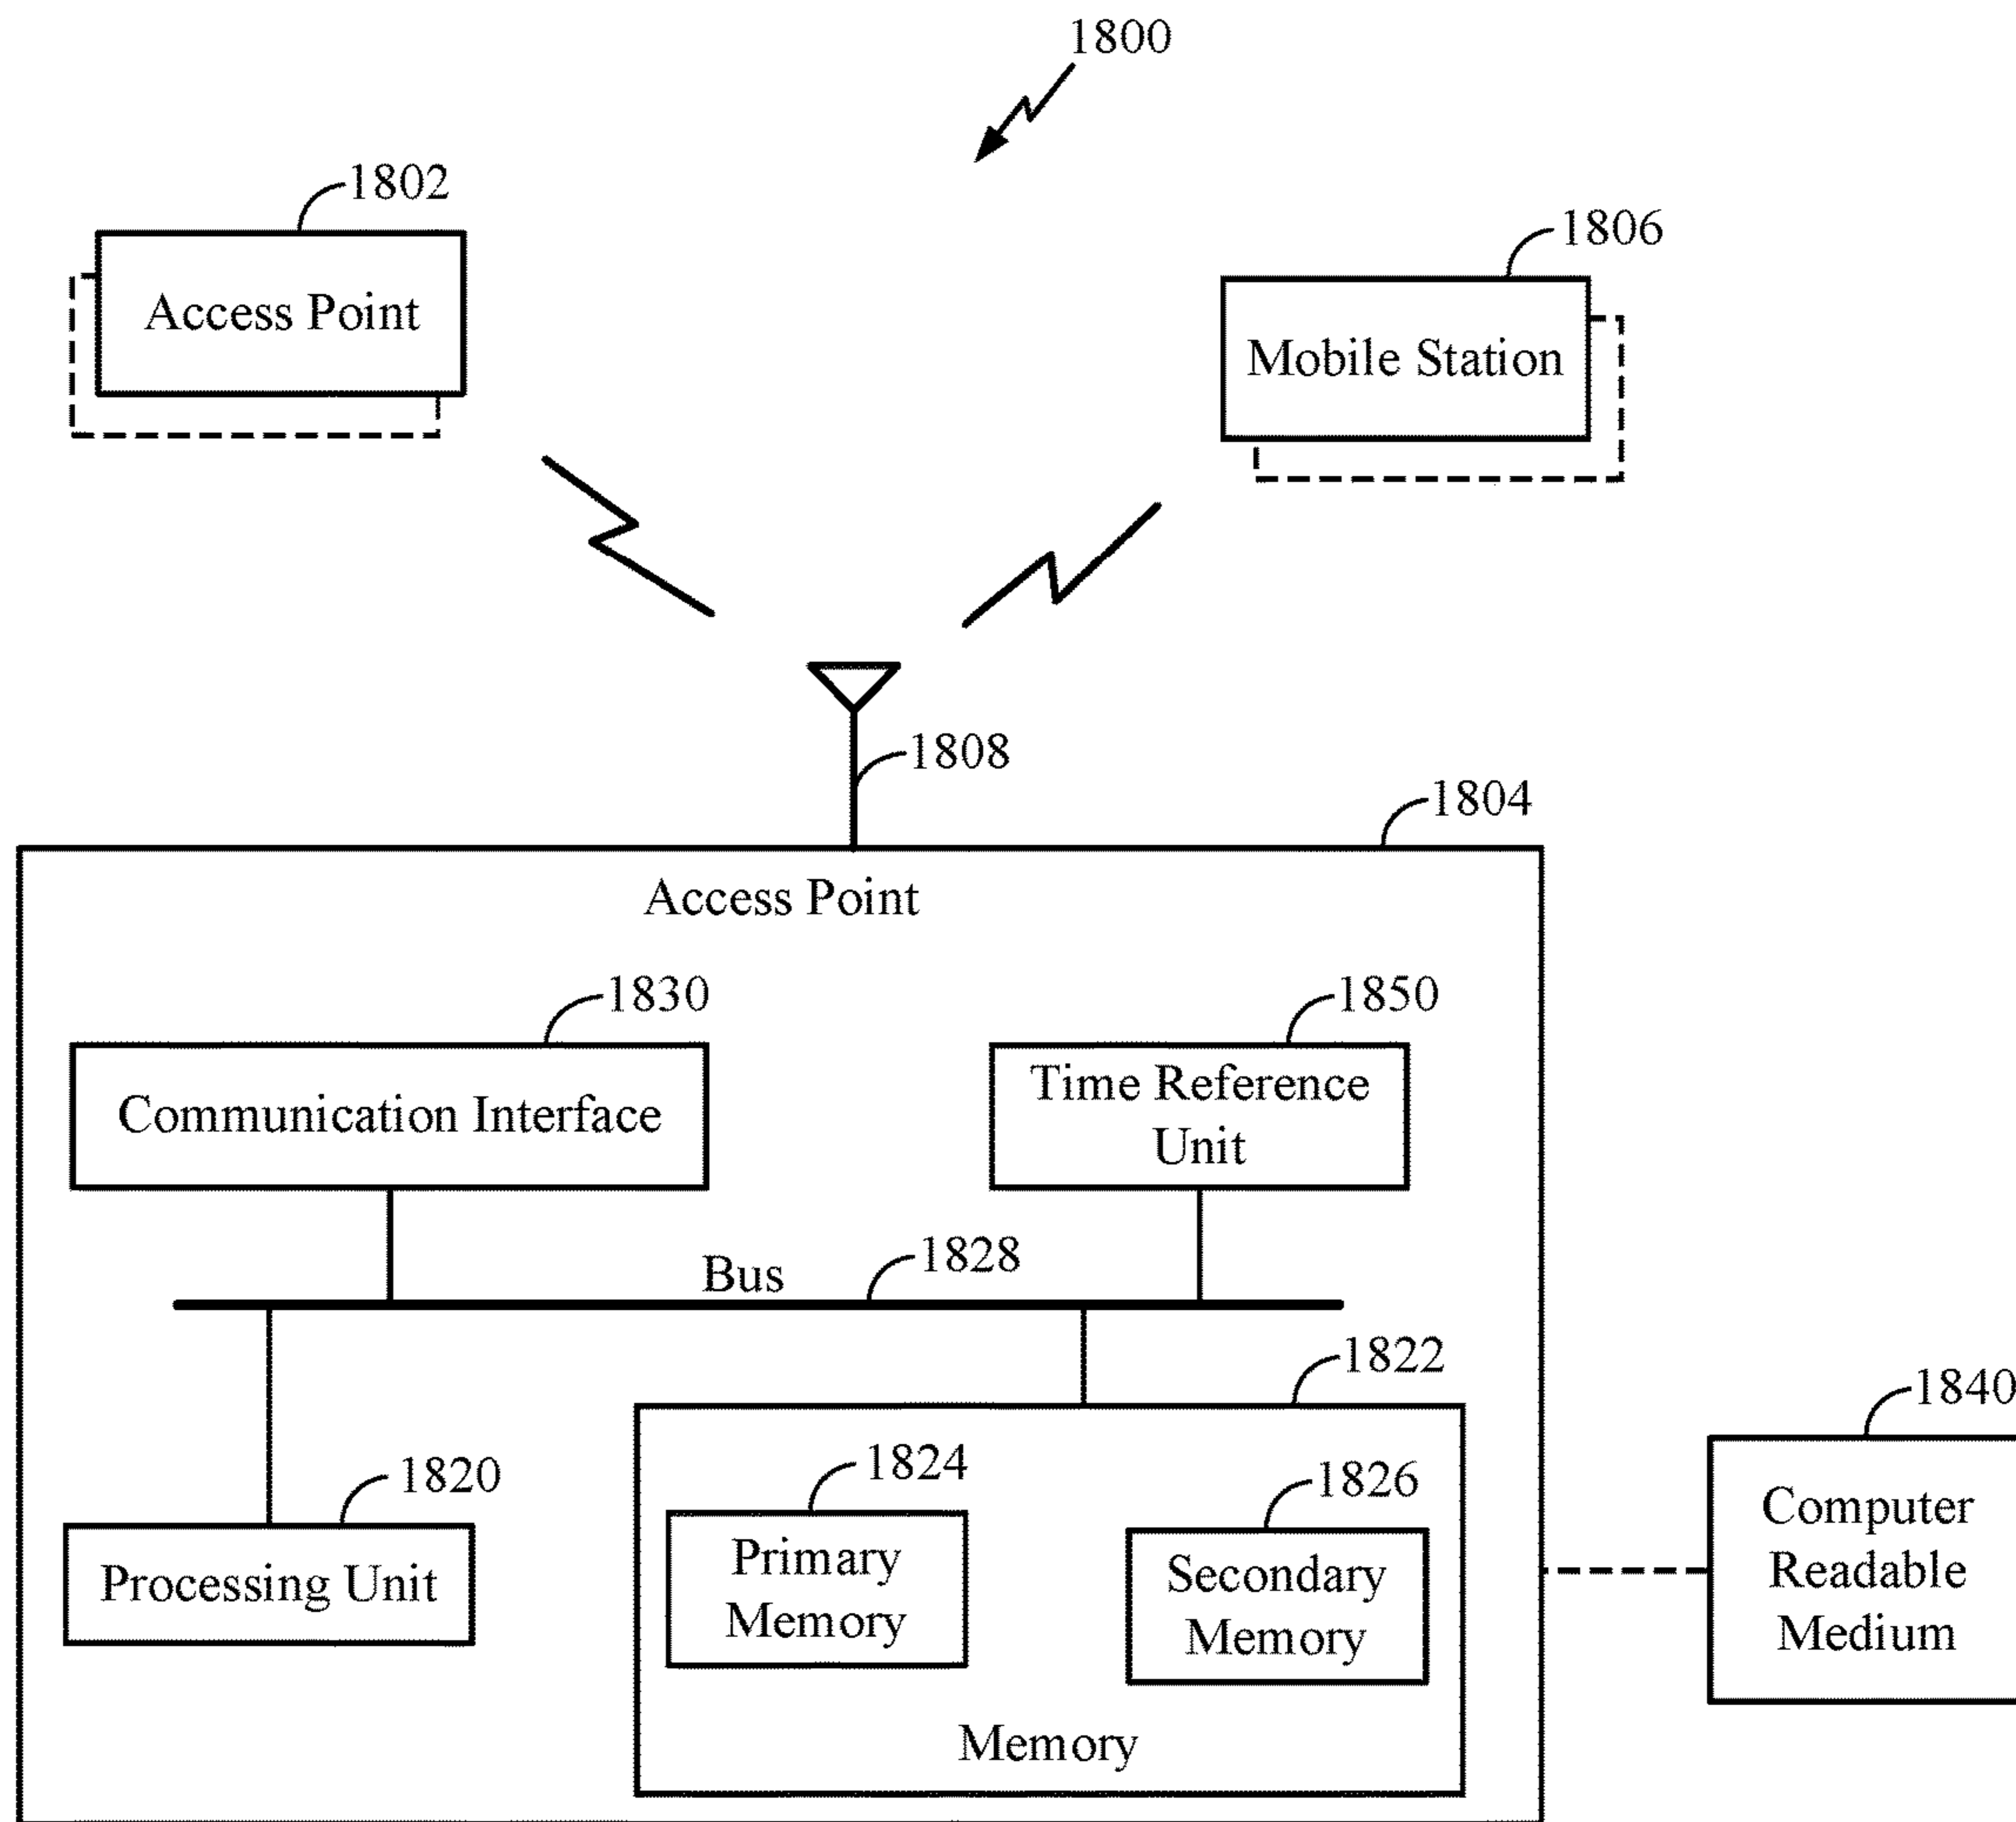 1800
1802
Access Point
1806
Mobile Station
1808
1804
Access Point
1830
Communication Interface
1850
Time Reference
Unit
Bus
1828
1822
1820
Processing Unit
1824
Primary
Memory
1826
Secondary
Memory
Memory
1840
Computer
Readable
Medium